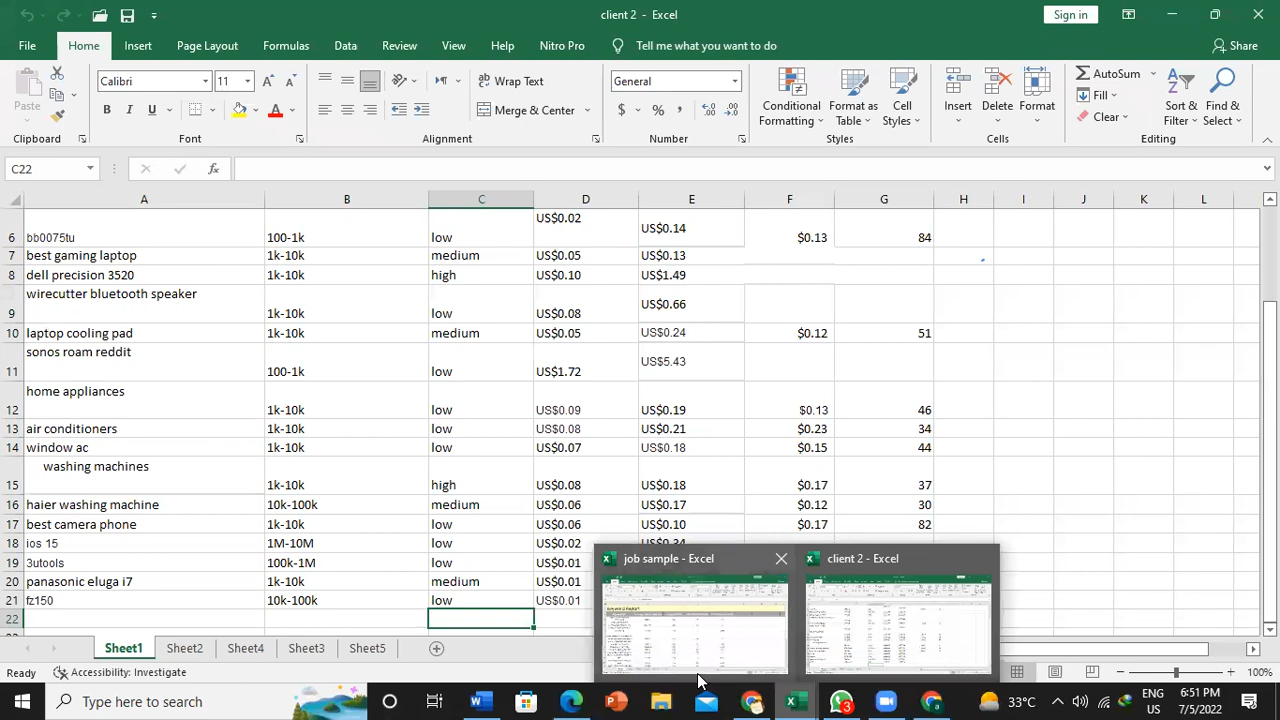 client 2 - Excel
Sign in
File Home Insert Page Layout Formulas Data Review View Help Nitro Pro Tell me what you want to do Share
Paste
Calibri 11
B I U A
Wrap Text
Merge & Center
General
$ %
Conditional Formatting
Format as Table
Cell Styles
Insert
Delete
Format
AutoSum
Fill
Clear
Sort & Filter
Find & Select
Clipboard Font Alignment Number Styles Cells Editing
C22 fx
A B C D E F G H I J K L
6 bb0075tu 100-1k low US$0.02 US$0.14 $0.13 84
7 best gaming laptop 1k-10k medium US$0.05 US$0.13
8 dell precision 3520 1k-10k high US$0.10 US$1.49
9 wirecutter bluetooth speaker 1k-10k low US$0.08 US$0.66
10 laptop cooling pad 1k-10k medium US$0.05 US$0.24 $0.12 51
11 sonos roam reddit 100-1k low US$1.72 US$5.43
12 home appliances 1k-10k low US$0.09 US$0.19 $0.13 46
13 air conditioners 1k-10k low US$0.08 US$0.21 $0.23 34
14 window ac 1k-10k low US$0.07 US$0.18 $0.15 44
15 washing machines 1k-10k high US$0.08 US$0.18 $0.17 37
16 haier washing machine 10k-100k medium US$0.06 US$0.17 $0.12 30
17 best camera phone 1k-10k low US$0.06 US$0.10 $0.17 82
18 ios 15 1M-10M low US$0.02
19 3utools 100k-1M low US$0.01
20 panasonic eluga i7 1k-10k medium US$0.01
21 fz150 10k-100k low US$0.01
22
job sample - Excel
client 2 - Excel
Sheet1 Sheet2 Sheet4 Sheet3 Sheet5
Ready Accessibility: Investigate
Type here to search
3
33°C
ENG
US
6:51 PM
7/5/2022